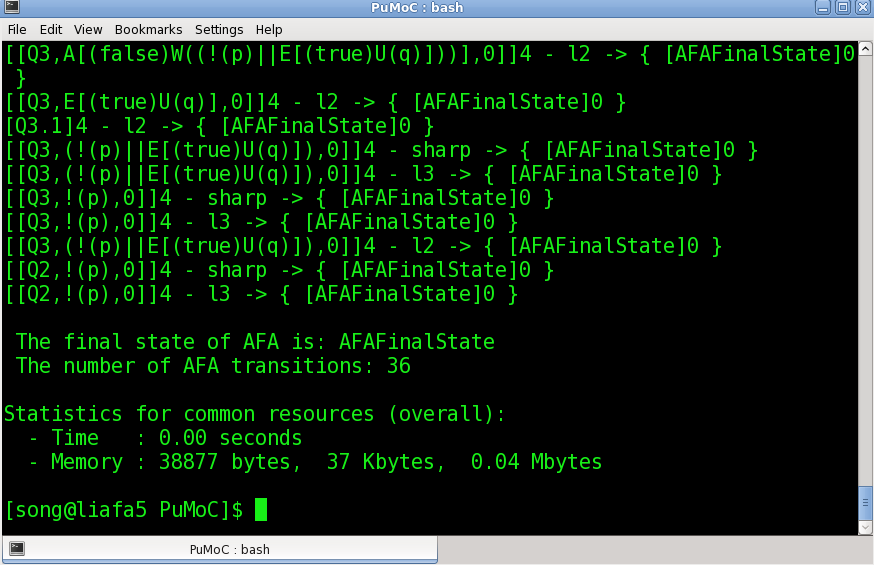 PuMoC : bash
File Edit View Bookmarks Settings Help
[[Q3,A[(false)W((!(p)||E[(true)U(q)]))],0]]4 - l2 -> { [AFAFinalState]0
 }
[[Q3,E[(true)U(q)],0]]4 - l2 -> { [AFAFinalState]0 }
[Q3.1]4 - l2 -> { [AFAFinalState]0 }
[[Q3,(!(p)||E[(true)U(q)]),0]]4 - sharp -> { [AFAFinalState]0 }
[[Q3,(!(p)||E[(true)U(q)]),0]]4 - l3 -> { [AFAFinalState]0 }
[[Q3,!(p),0]]4 - sharp -> { [AFAFinalState]0 }
[[Q3,!(p),0]]4 - l3 -> { [AFAFinalState]0 }
[[Q3,(!(p)||E[(true)U(q)]),0]]4 - l2 -> { [AFAFinalState]0 }
[[Q2,!(p),0]]4 - sharp -> { [AFAFinalState]0 }
[[Q2,!(p),0]]4 - l3 -> { [AFAFinalState]0 }
The final state of AFA is: AFAFinalState
The number of AFA transitions: 36
Statistics for common resources (overall):
- Time : 0.00 seconds
- Memory : 38877 bytes, 37 Kbytes, 0.04 Mbytes
[song@liafa5 PuMoC]$
PuMoC : bash